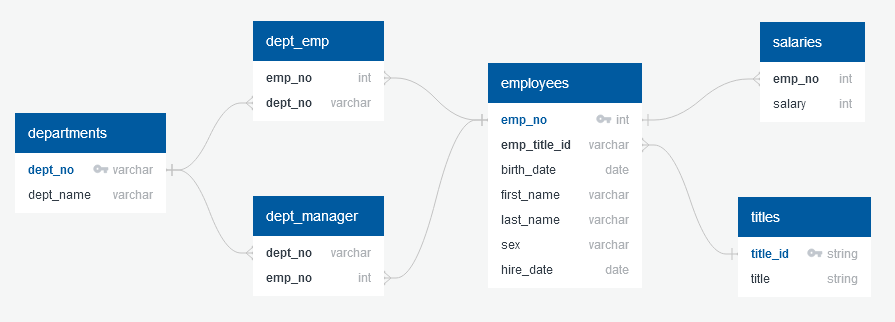 departments
dept_no varchar
dept_name varchar
dept_emp
emp_no int
dept_no varchar
dept_manager
dept_no varchar
emp_no int
employees
emp_no int
emp_title_id varchar
birth_date date
first_name varchar
last_name varchar
sex varchar
hire_date date
salaries
emp_no int
salary int
titles
title_id string
title string